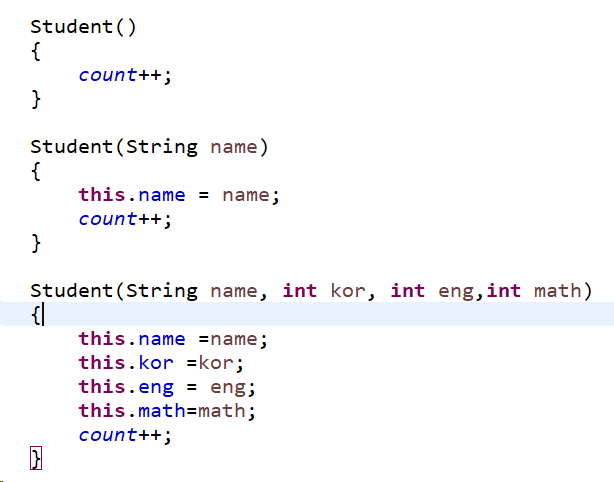 Student()
{
count++;
}
Student(String name)
{
this.name = name;
count++;
}
Student(String name, int kor, int eng,int math)
{
this.name =name;
this.kor =kor;
this.eng = eng;
this.math=math;
count++;
}